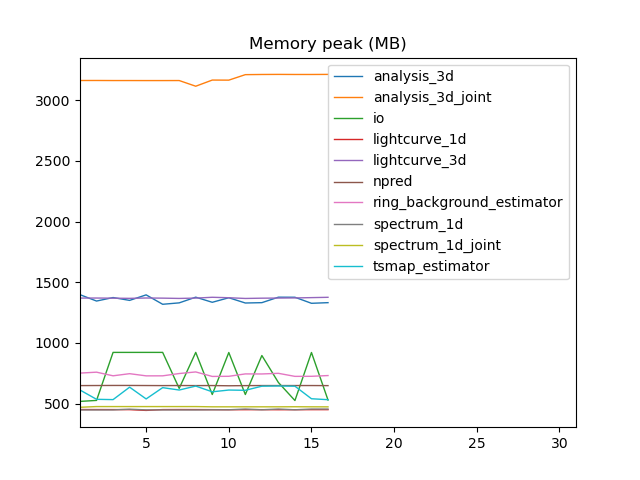 Memory peak (MB)
3000
2500
2000
1500
1000
500
analysis_3d
analysis_3d_joint
io
lightcurve_1d
lightcurve_3d
npred
ring_background_estimator
spectrum_1d
spectrum_1d_joint
tsmap_estimator
5 10 15 20 25 30